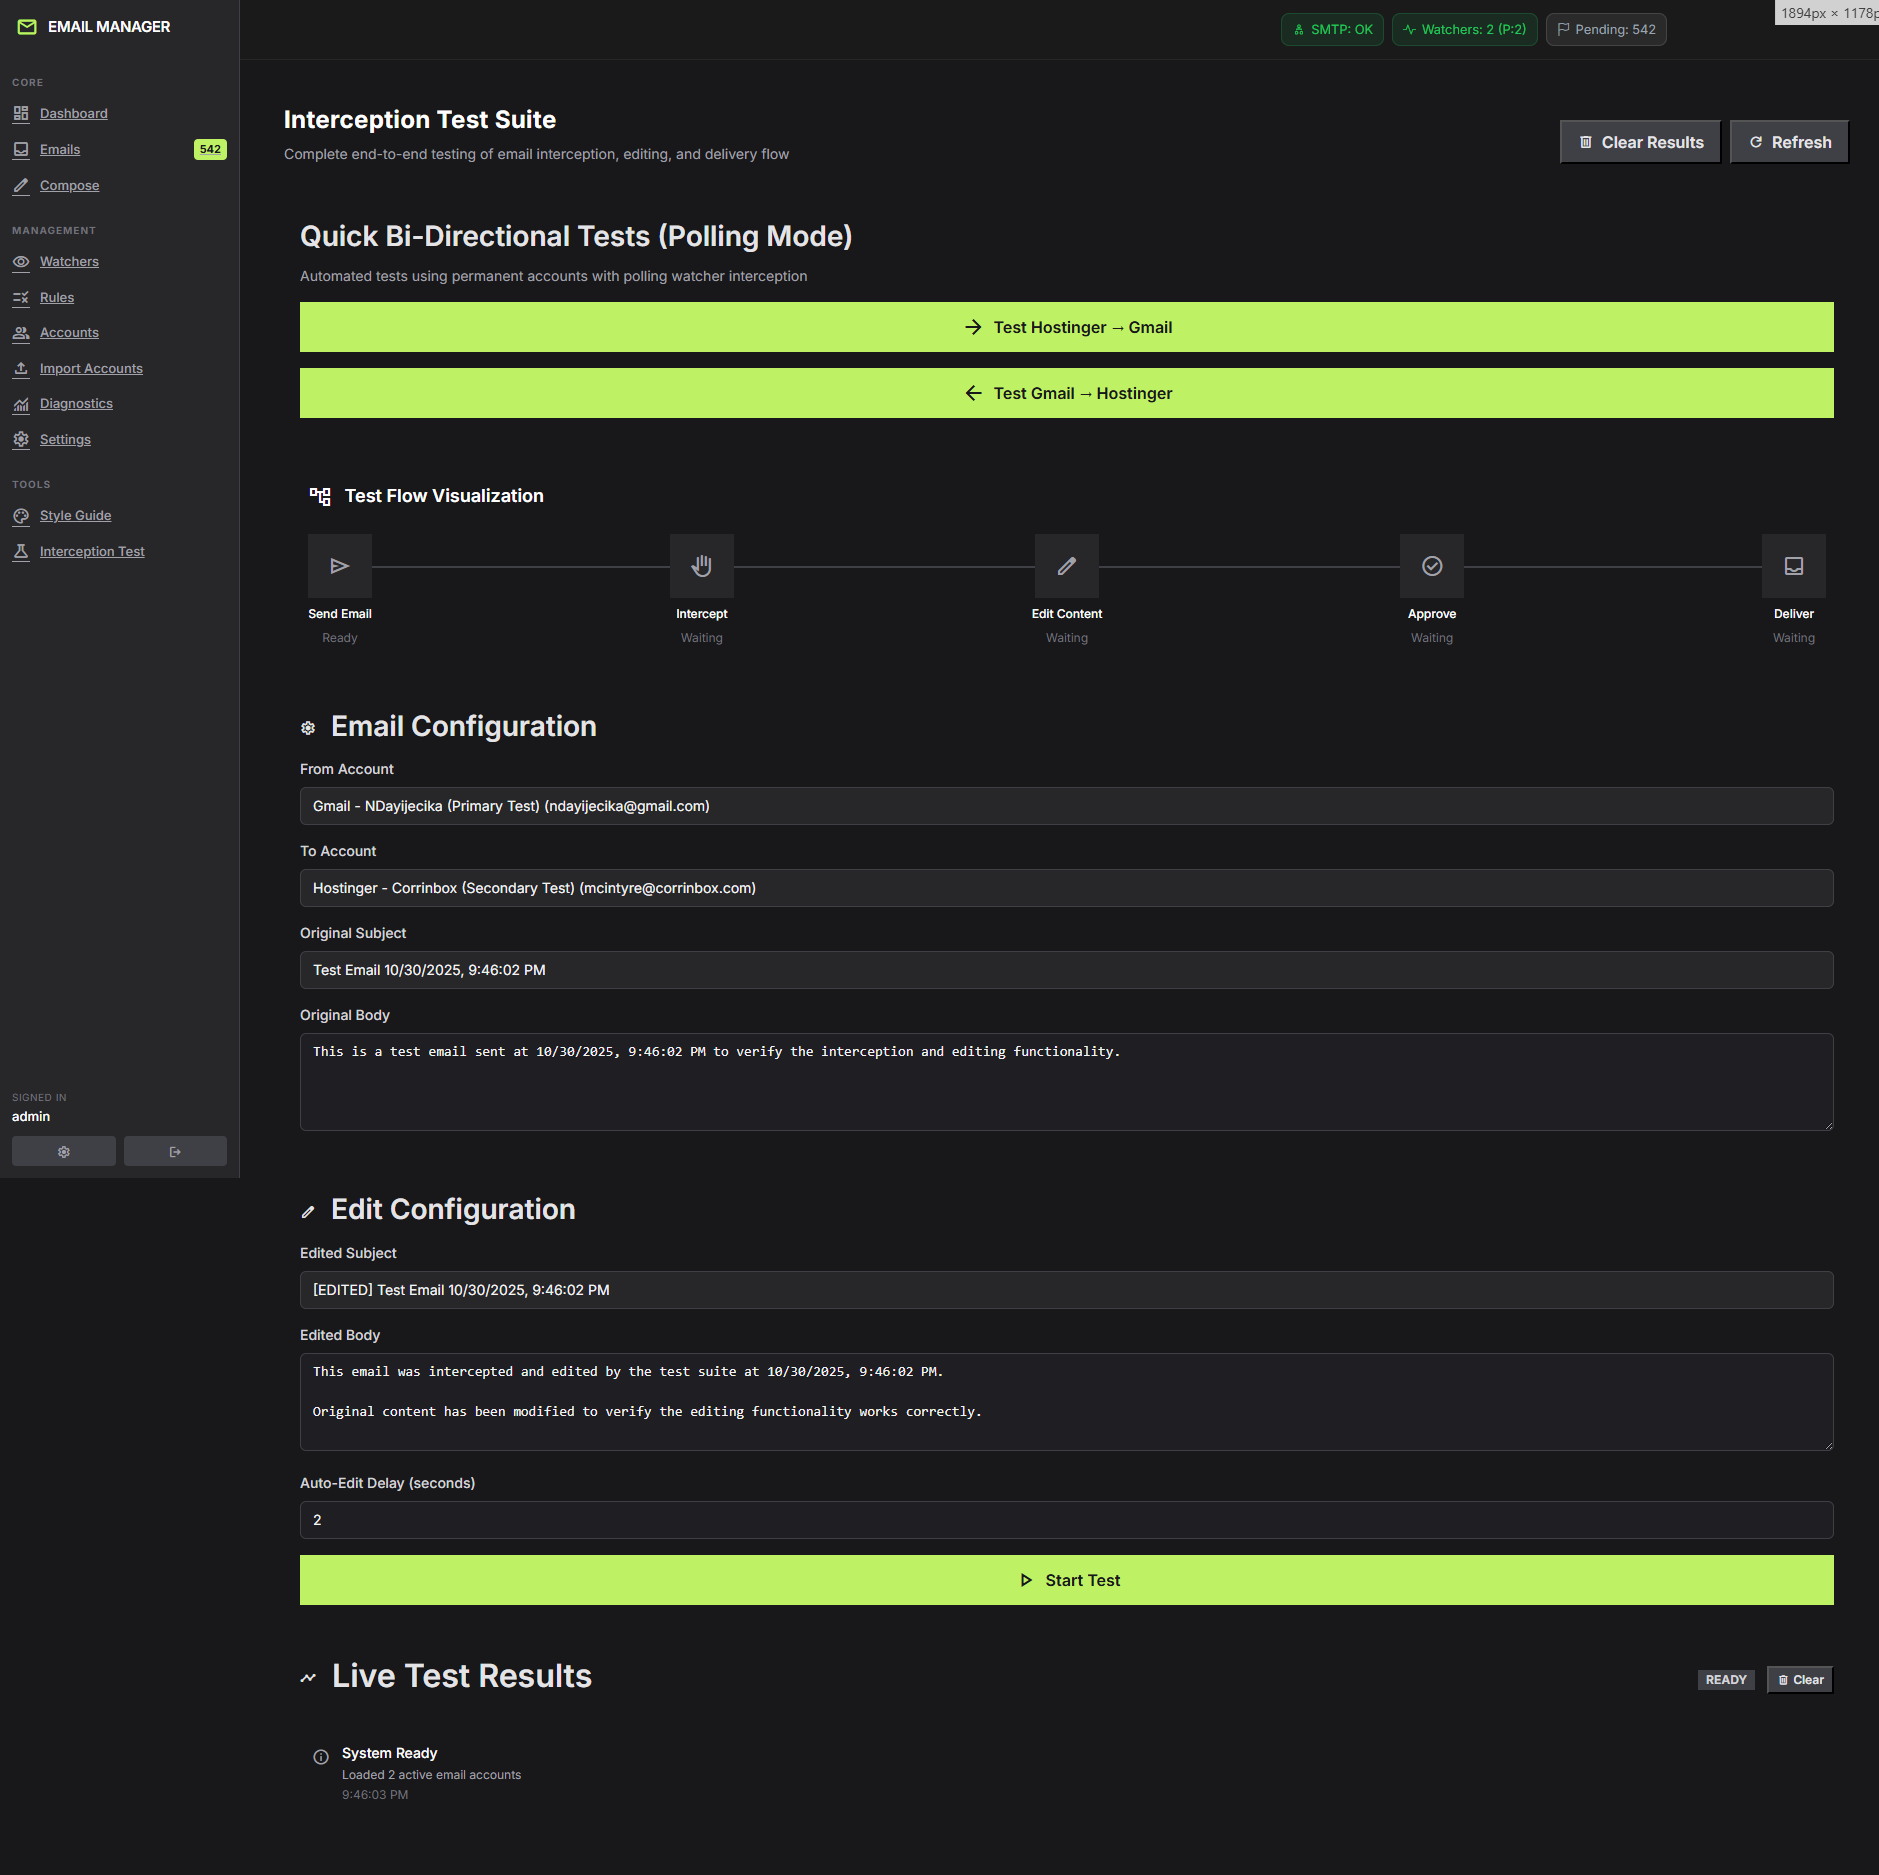 EMAIL MANAGER
SMTP: OK
Watchers: 2 (P:2)
Pending: 542
1894px × 1178p
CORE
Dashboard
Emails
542
Compose
MANAGEMENT
Watchers
Rules
Accounts
Import Accounts
Diagnostics
Settings
TOOLS
Style Guide
Interception Test
SIGNED IN
admin
Interception Test Suite
Complete end-to-end testing of email interception, editing, and delivery flow
Clear Results
Refresh
Quick Bi-Directional Tests (Polling Mode)
Automated tests using permanent accounts with polling watcher interception
Test Hostinger → Gmail
Test Gmail → Hostinger
Test Flow Visualization
Send Email
Ready
Intercept
Waiting
Edit Content
Waiting
Approve
Waiting
Deliver
Waiting
Email Configuration
From Account
Gmail - NDayijecika (Primary Test) (ndayijecika@gmail.com)
To Account
Hostinger - Corrinbox (Secondary Test) (mcintyre@corrinbox.com)
Original Subject
Test Email 10/30/2025, 9:46:02 PM
Original Body
This is a test email sent at 10/30/2025, 9:46:02 PM to verify the interception and editing functionality.
Edit Configuration
Edited Subject
[EDITED] Test Email 10/30/2025, 9:46:02 PM
Edited Body
This email was intercepted and edited by the test suite at 10/30/2025, 9:46:02 PM.
Original content has been modified to verify the editing functionality works correctly.
Auto-Edit Delay (seconds)
2
Start Test
Live Test Results
READY
Clear
System Ready
Loaded 2 active email accounts
9:46:03 PM